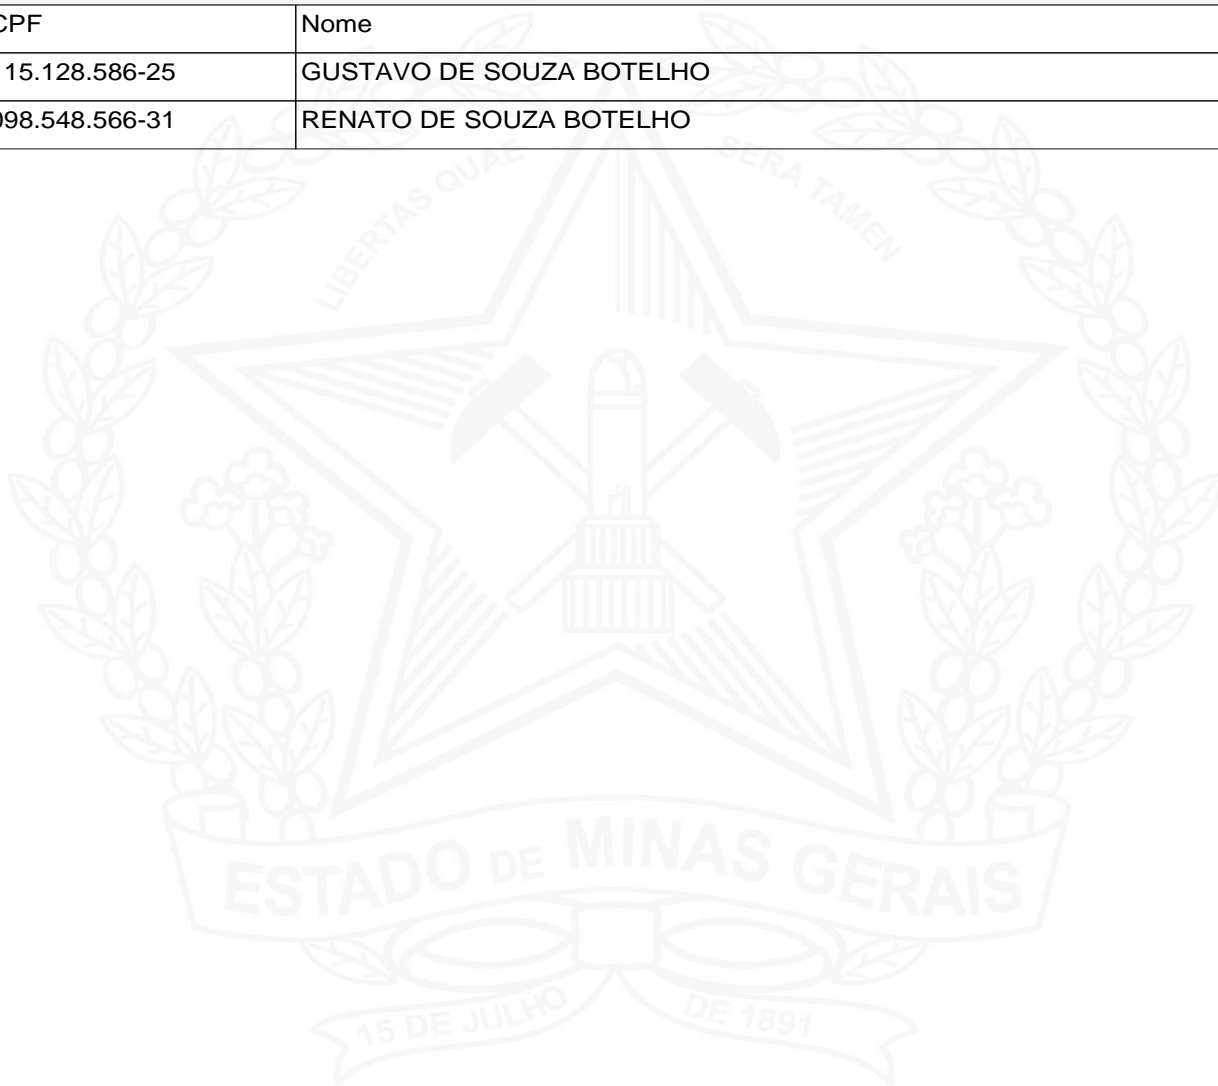 CPF Nome
15.128.586-25 GUSTAVO DE SOUZA BOTELHO
098.548.566-31 RENATO DE SOUZA BOTELHO
LIBERTAS QUAE SERA TAMEN
ESTADO DE MINAS GERAIS
15 DE JULHO DE 1891